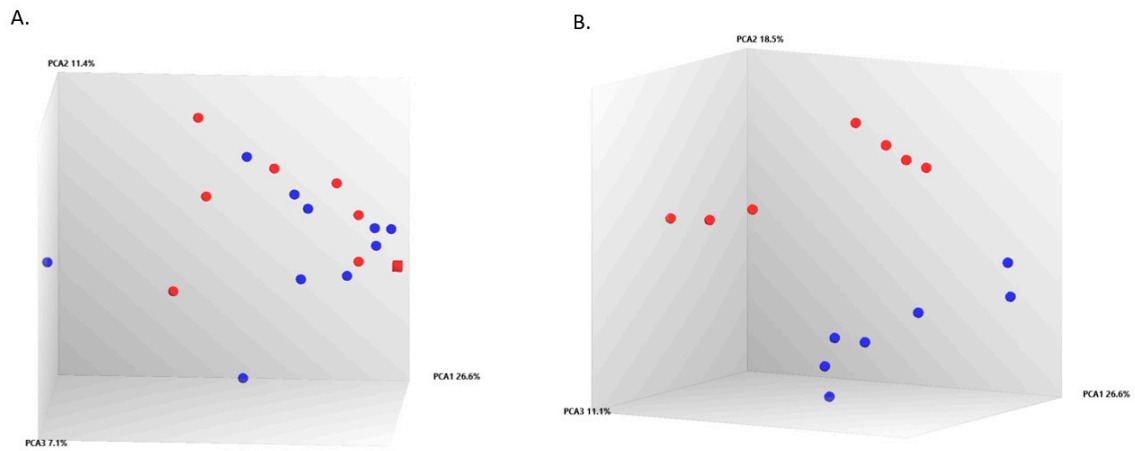 A.
PCA2 11.4%
PCA1 26.6%
PCA3 7.1%
B.
PCA2 18.5%
PCA1 26.6%
PCA3 11.1%